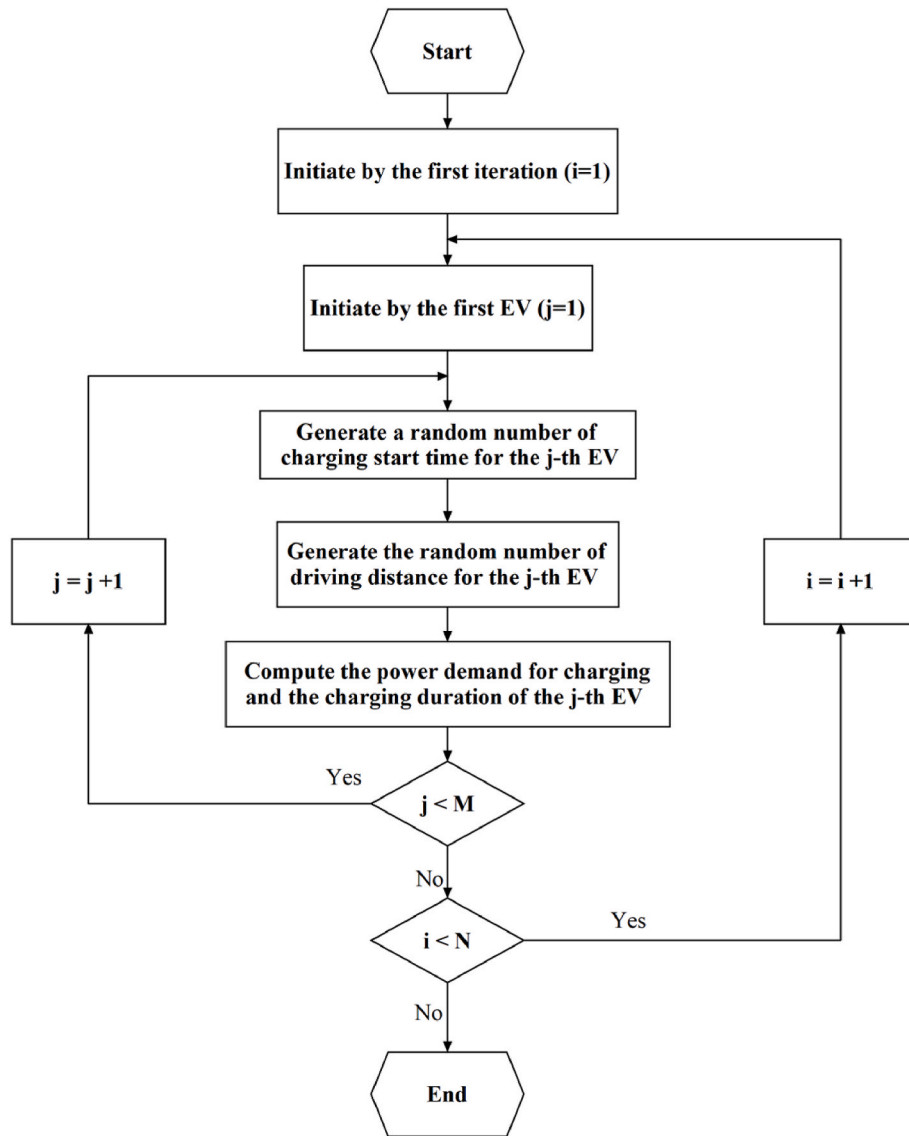 Start
Initiate by the first iteration (i=1)
Initiate by the first EV (j=1)
Generate a random number of
charging start time for the j-th EV
Generate the random number of
driving distance for the j-th EV
j = j +1
i = i +1
Compute the power demand for charging
and the charging duration of the j-th EV
Yes
j < M
No
i < N
Yes
No
End